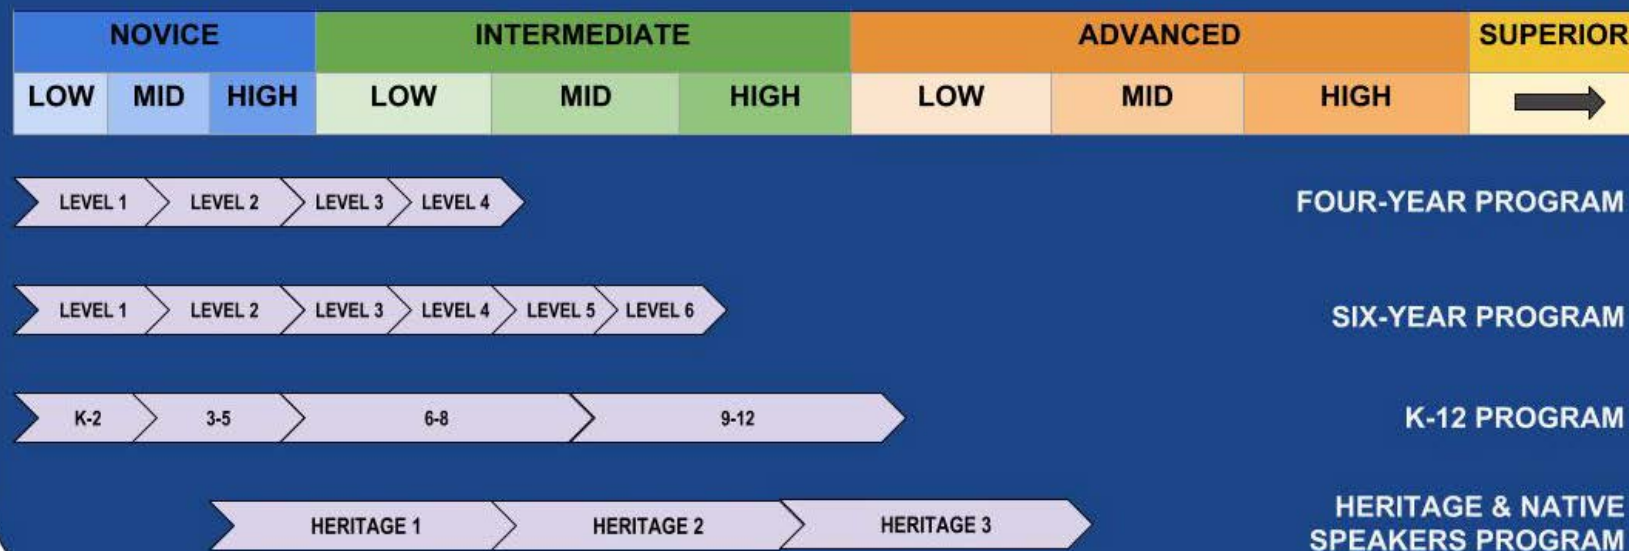 NOVICE INTERMEDIATE ADVANCED SUPERIOR
LOW MID HIGH LOW MID HIGH LOW MID HIGH
LEVEL 1 LEVEL 2 LEVEL 3 LEVEL 4 FOUR-YEAR PROGRAM
LEVEL 1 LEVEL 2 LEVEL 3 LEVEL 4 LEVEL 5 LEVEL 6 SIX-YEAR PROGRAM
K-2 3-5 6-8 9-12 K-12 PROGRAM
HERITAGE 1 HERITAGE 2 HERITAGE 3 HERITAGE & NATIVE
SPEAKERS PROGRAM